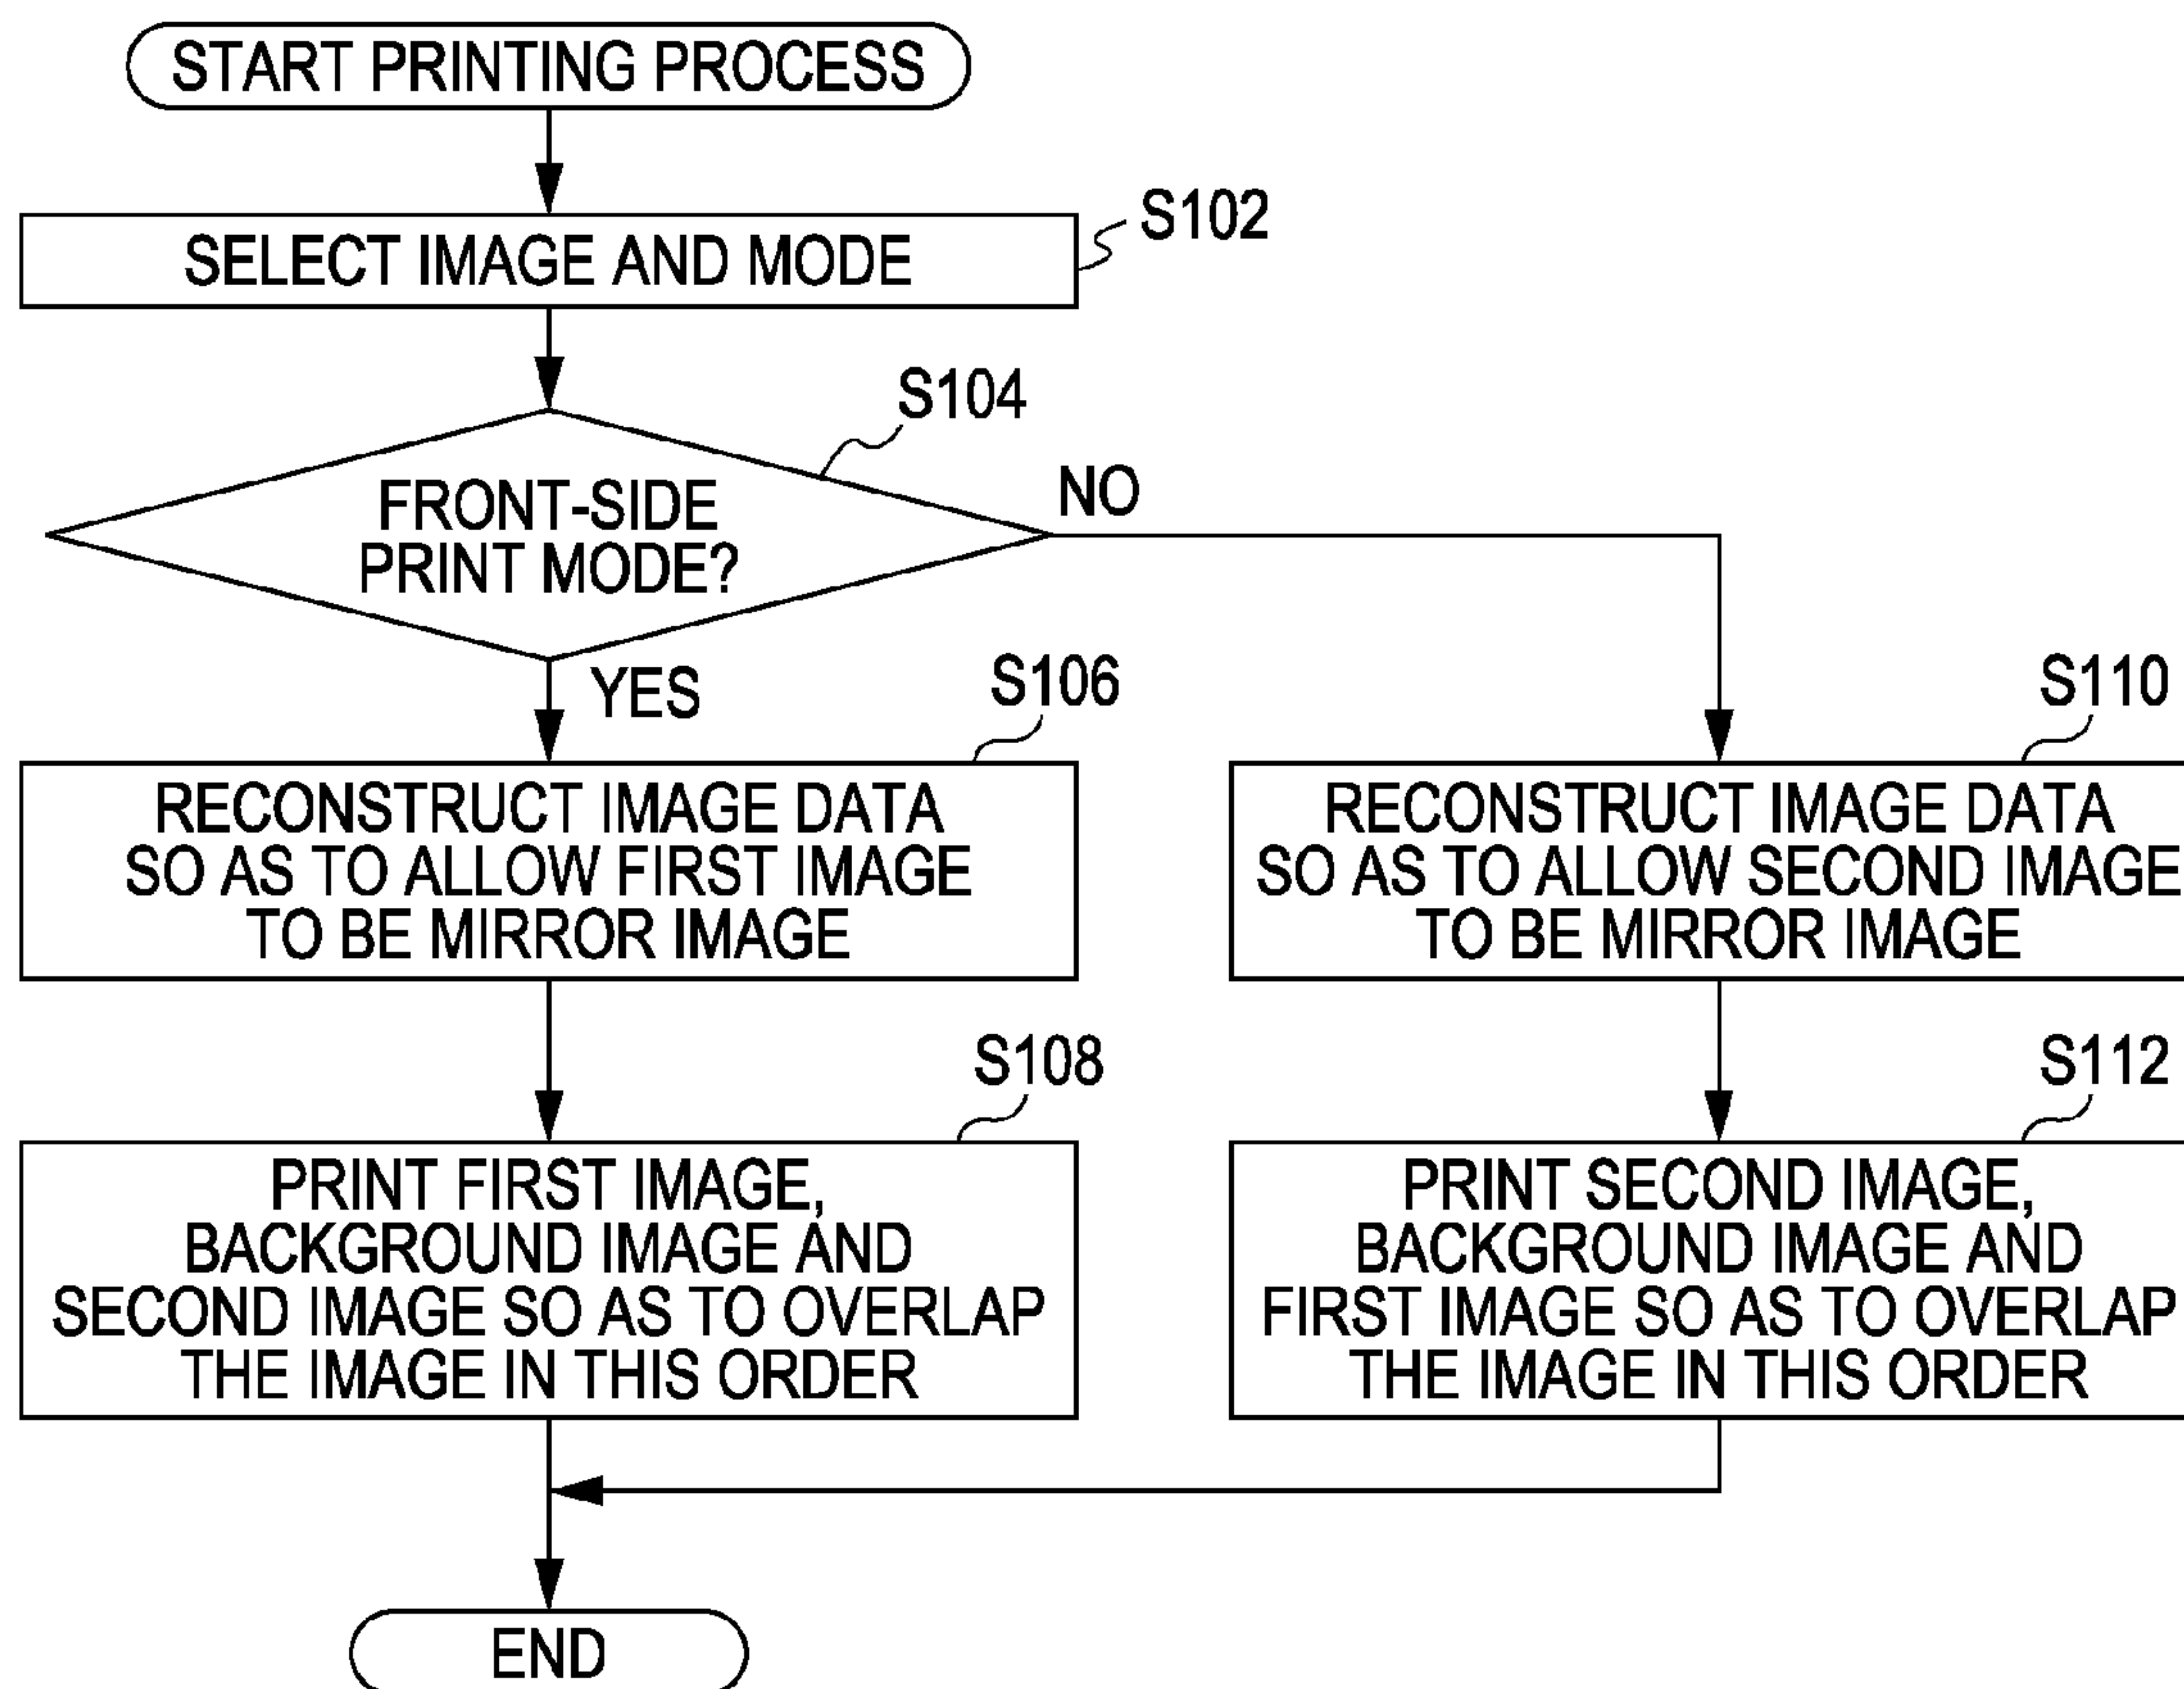 START PRINTING PROCESS
S102
SELECT IMAGE AND MODE
S104
FRONT-SIDE
PRINT MODE?
NO
YES
S106
RECONSTRUCT IMAGE DATA
SO AS TO ALLOW FIRST IMAGE
TO BE MIRROR IMAGE
S110
RECONSTRUCT IMAGE DATA
SO AS TO ALLOW SECOND IMAGE
TO BE MIRROR IMAGE
S108
PRINT FIRST IMAGE,
BACKGROUND IMAGE AND
SECOND IMAGE SO AS TO OVERLAP
THE IMAGE IN THIS ORDER
S112
PRINT SECOND IMAGE,
BACKGROUND IMAGE AND
FIRST IMAGE SO AS TO OVERLAP
THE IMAGE IN THIS ORDER
END